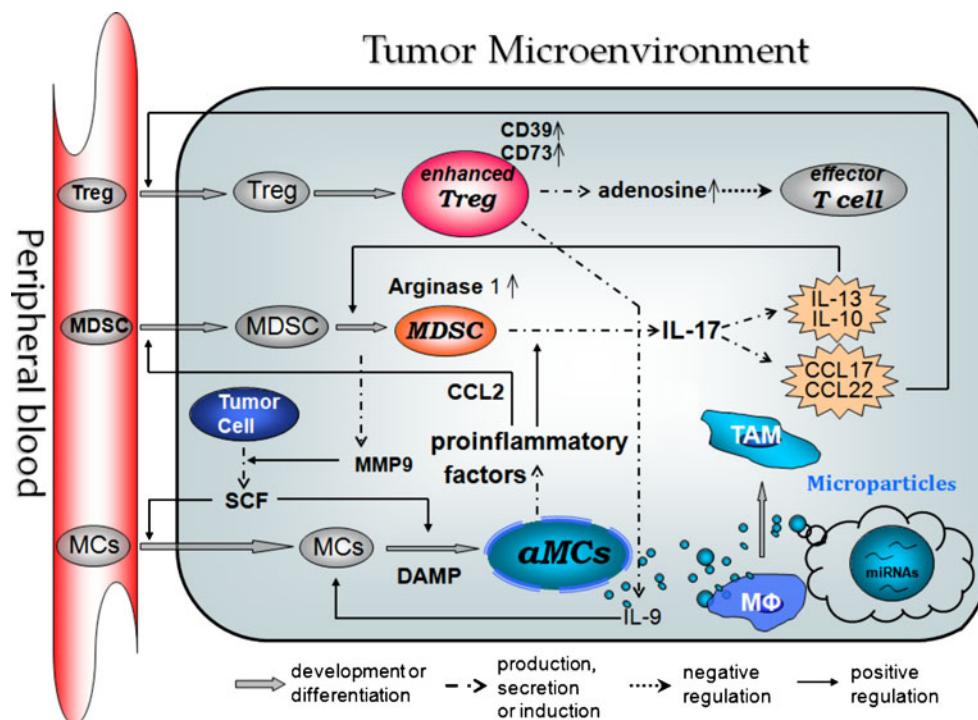 Tumor Microenvironment
Peripheral blood
CD39↑
CD73↑
Treg
Treg
enhanced
Treg
adenosine↑
effector
T cell
Arginase 1↑
MDSC
MDSC
MDSC
IL-17
IL-13
IL-10
CCL17
CCL22
CCL2
Tumor
Cell
MMP9
proinflammatory
factors
TAM
Microparticles
SCF
MCs
MCs
DAMP
aMCs
IL-9
MΦ
miRNAs
development or
differentiation
production,
secretion
or induction
negative
regulation
positive
regulation